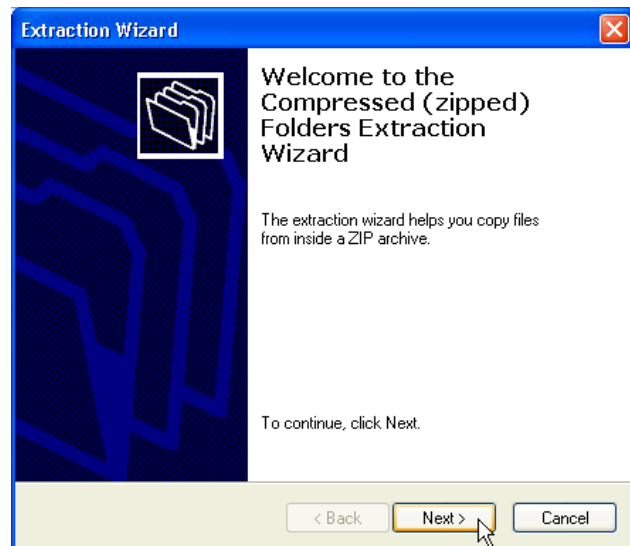 Extraction Wizard
Welcome to the
Compressed (zipped)
Folders Extraction
Wizard
The extraction wizard helps you copy files
from inside a ZIP archive.
To continue, click Next.
< Back Next > Cancel